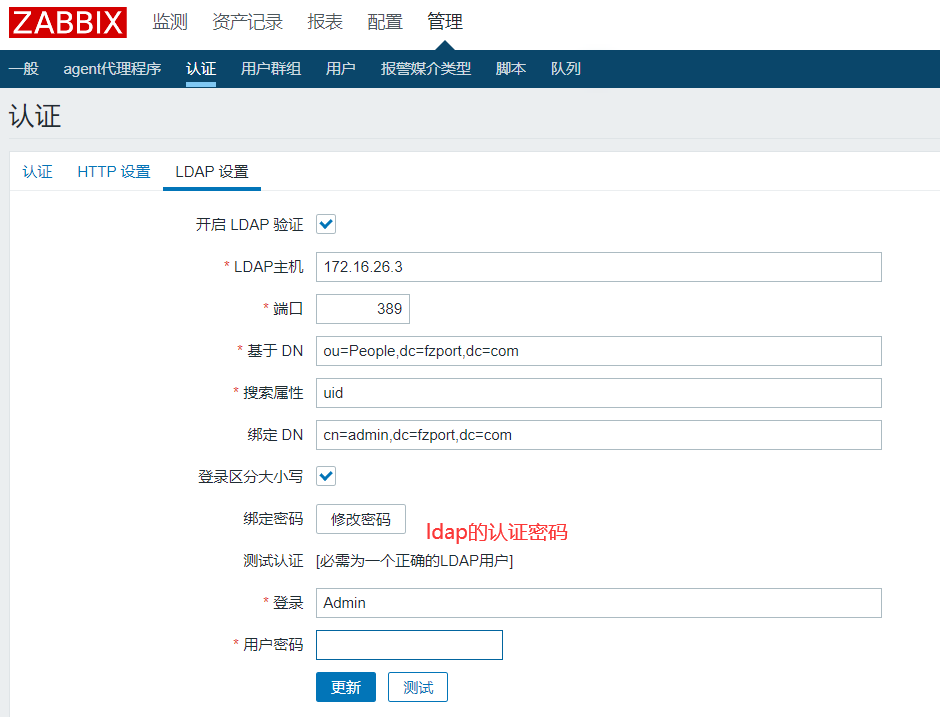 ZABBIX 监测 资产记录 报表 配置 管理
一般 agent代理程序 认证 用户群组 用户 报警媒介类型 脚本 队列
认证
认证 HTTP 设置 LDAP 设置
开启 LDAP 验证
* LDAP主机 172.16.26.3
* 端口 389
* 基于 DN ou=People,dc=fzport,dc=com
* 搜索属性 uid
绑定 DN cn=admin,dc=fzport,dc=com
登录区分大小写
绑定密码 修改密码 ldap的认证密码
测试认证 [必需为一个正确的LDAP用户]
* 登录 Admin
* 用户密码
更新 测试